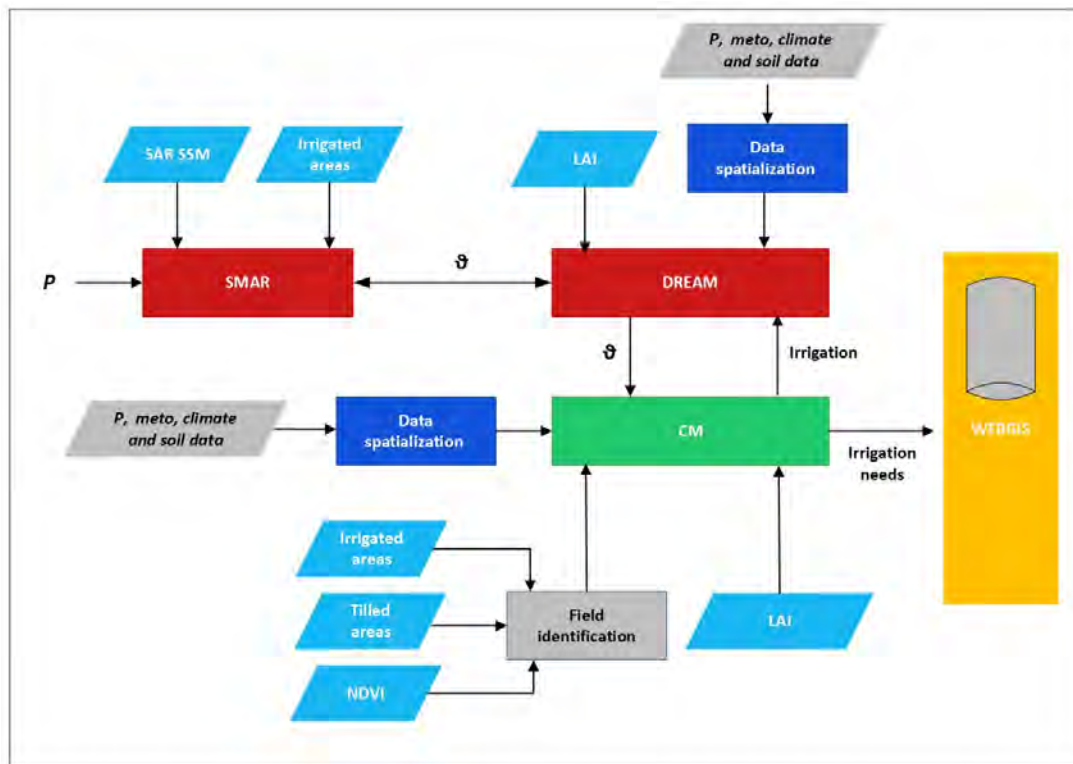 P, meto, climate
and soil data
SAR SSM
Irrigated
areas
LAI
Data
spatialization
P
SMAR
ϑ
DREAM
ϑ
Irrigation
P, meto, climate
and soil data
Data
spatialization
CM
Irrigation
needs
WEBGIS
Irrigated
areas
Tilled
areas
NDVI
Field
identification
LAI